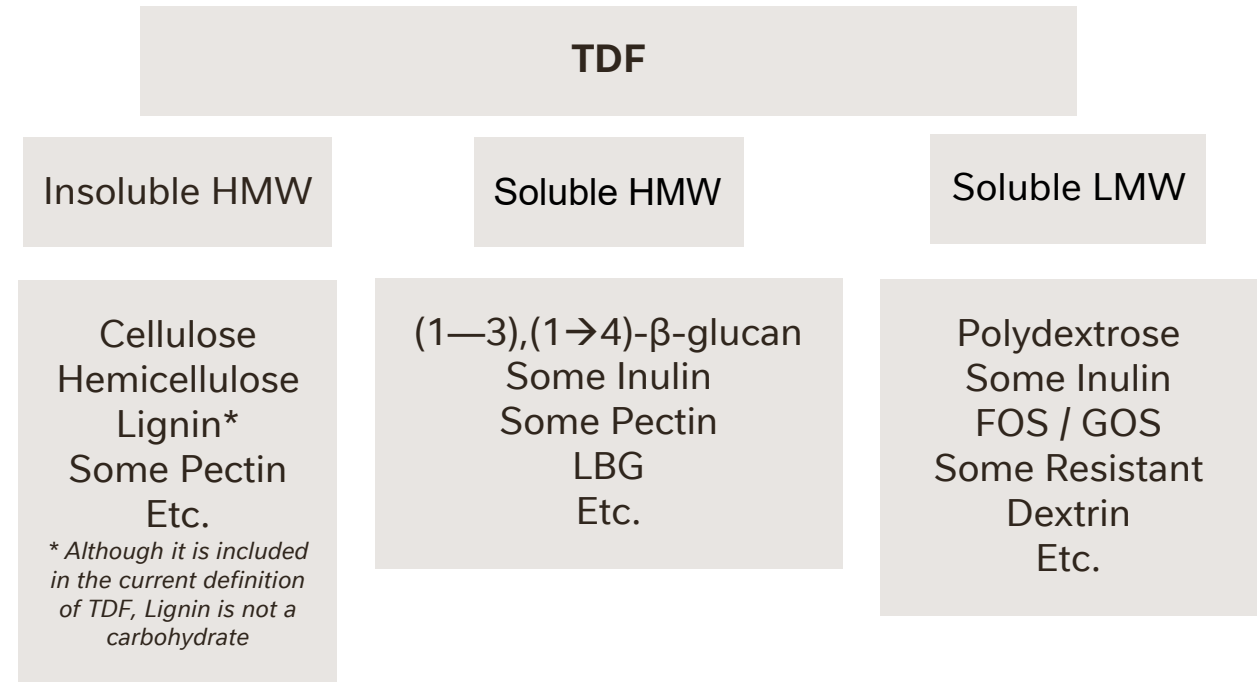 TDF
Insoluble HMW
Soluble HMW
Soluble LMW
Cellulose
Hemicellulose
Lignin*
Some Pectin
Etc.
* Although it is included
in the current definition
of TDF, Lignin is not a
carbohydrate
(1—3),(1→4)-β-glucan
Some Inulin
Some Pectin
LBG
Etc.
Polydextrose
Some Inulin
FOS / GOS
Some Resistant
Dextrin
Etc.